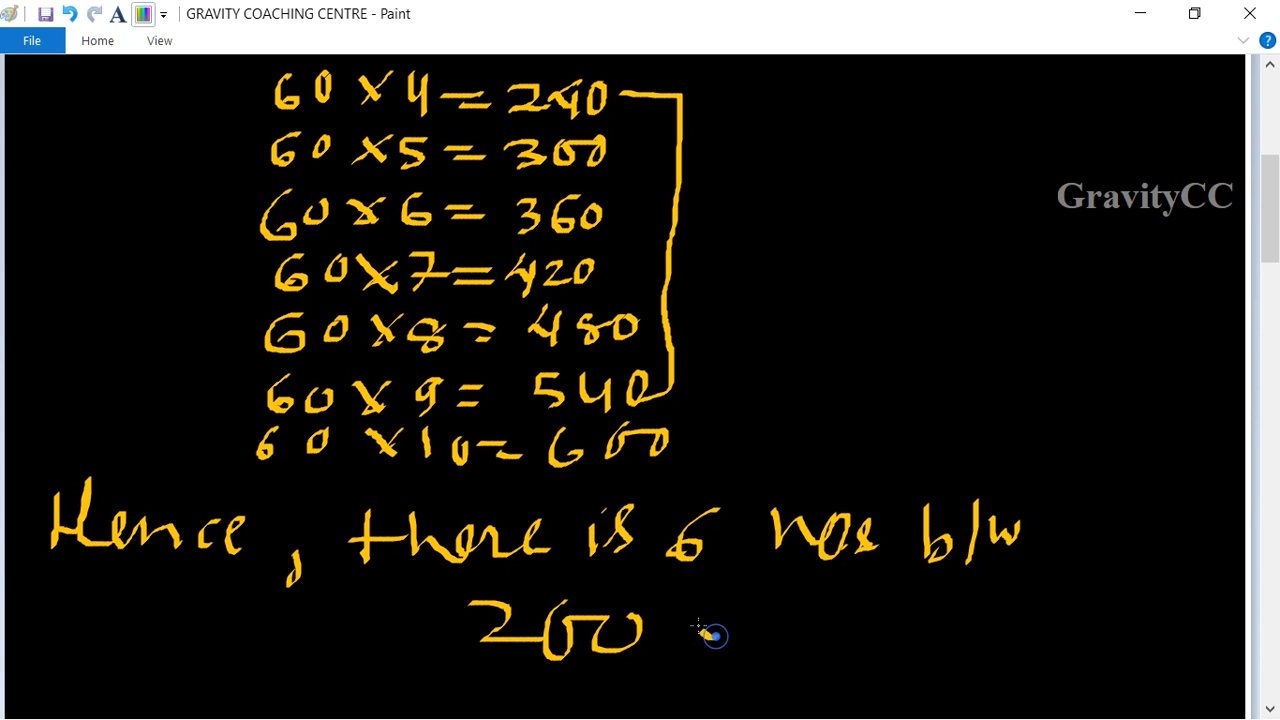 GRAVITY COACHING CENTRE - Paint
File Home View
60 × 4 = 240
60 × 5 = 300
GravityCC
60 × 6 = 360
60 × 7 = 420
60 × 8 = 480
60 × 9 = 540
60 × 10 = 600
Hence, there is 6 nos b/w
200